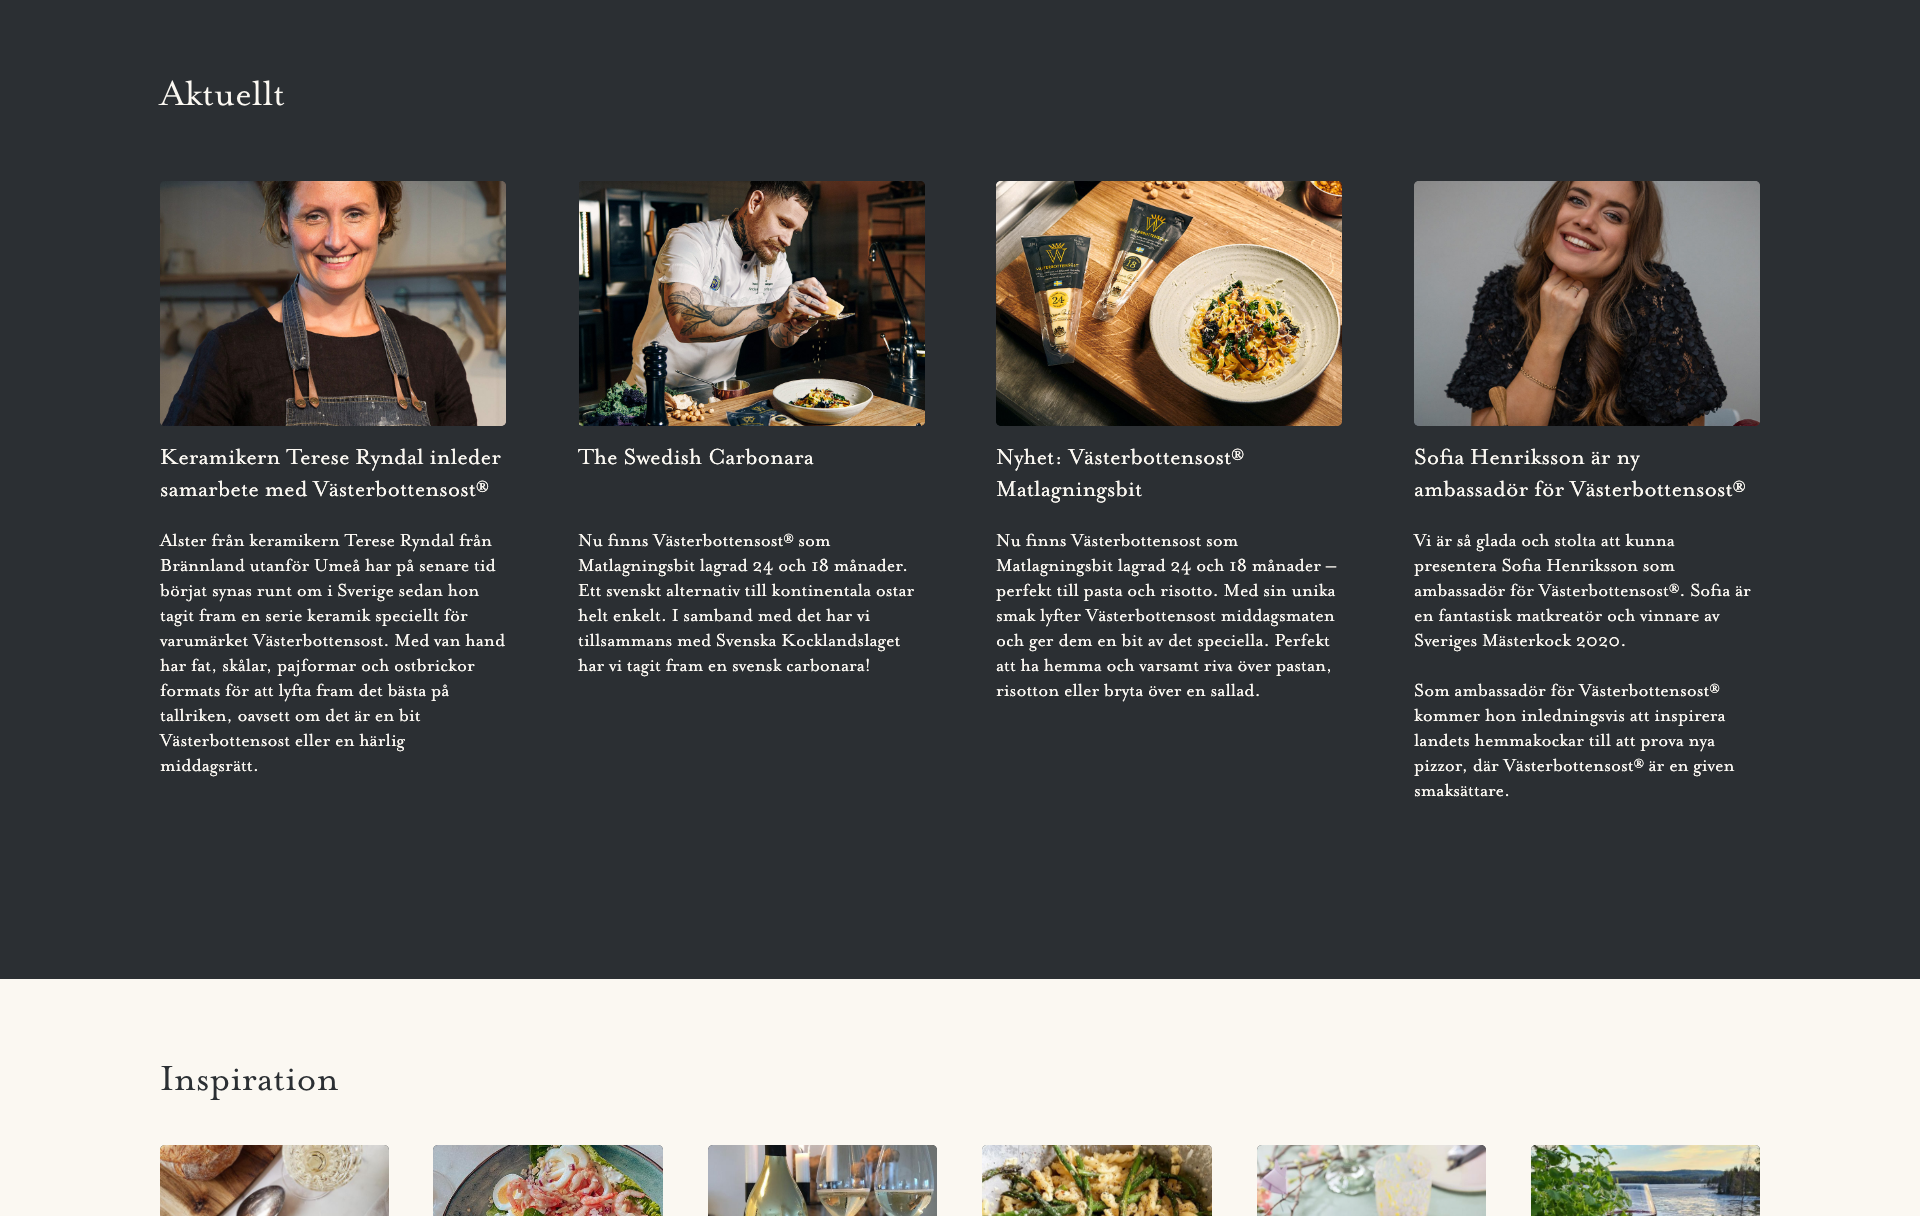 Aktuellt
Keramikern Terese Ryndal inleder
samarbete med Västerbottensost®
Alster från keramikern Terese Ryndal från
Brännland utanför Umeå har på senare tid
börjat synas runt om i Sverige sedan hon
tagit fram en serie keramik speciellt för
varumärket Västerbottensost. Med van hand
har fat, skålar, pajformar och ostbrickor
formats för att lyfta fram det bästa på
tallriken, oavsett om det är en bit
Västerbottensost eller en härlig
middagsrätt.
The Swedish Carbonara
Nu finns Västerbottensost® som
Matlagningsbit lagrad 24 och 18 månader.
Ett svenskt alternativ till kontinentala ostar
helt enkelt. I samband med det har vi
tillsammans med Svenska Kocklandslaget
har vi tagit fram en svensk carbonara!
24
18
Nyhet: Västerbottensost®
Matlagningsbit
Nu finns Västerbottensost som
Matlagningsbit lagrad 24 och 18 månader –
perfekt till pasta och risotto. Med sin unika
smak lyfter Västerbottensost middagsmaten
och ger dem en bit av det speciella. Perfekt
att ha hemma och varsamt riva över pastan,
risotton eller bryta över en sallad.
Sofia Henriksson är ny
ambassadör för Västerbottensost®
Vi är så glada och stolta att kunna
presentera Sofia Henriksson som
ambassadör för Västerbottensost®. Sofia är
en fantastisk matkreatör och vinnare av
Sveriges Mästerkock 2020.
Som ambassadör för Västerbottensost®
kommer hon inledningsvis att inspirera
landets hemmakockar till att prova nya
pizzor, där Västerbottensost® är en given
smaksättare.
Inspiration